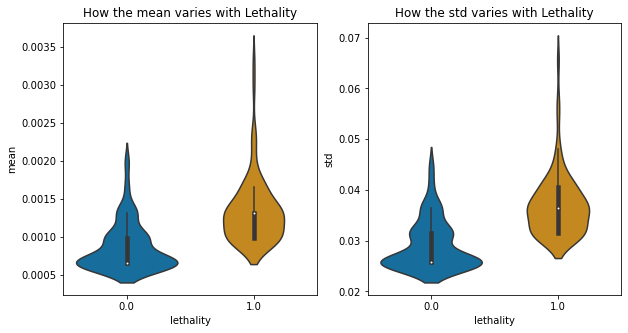 How the mean varies with Lethality
mean
0.0035
0.0030
0.0025
0.0020
0.0015
0.0010
0.0005
0.0
1.0
lethality
How the std varies with Lethality
std
0.07
0.06
0.05
0.04
0.03
0.02
0.0
1.0
lethality